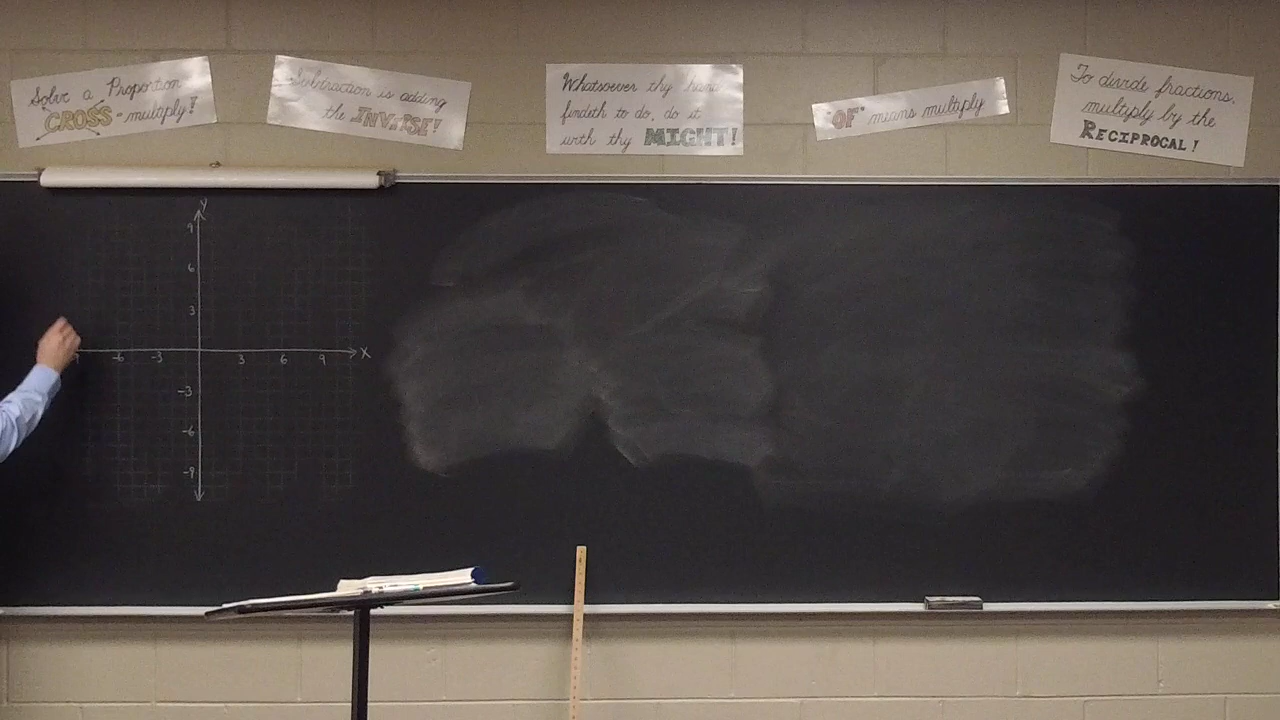 Solve a Proportion
CROSS-multiply!
Subtraction is adding
the INVERSE!
Whatsoever thy hand
findeth to do, do it
with thy MIGHT!
"OF" means multiply
To divide fractions,
multiply by the
RECIPROCAL!
Y
9
6
3
-6 -3 3 6 9 X
-3
-6
-9